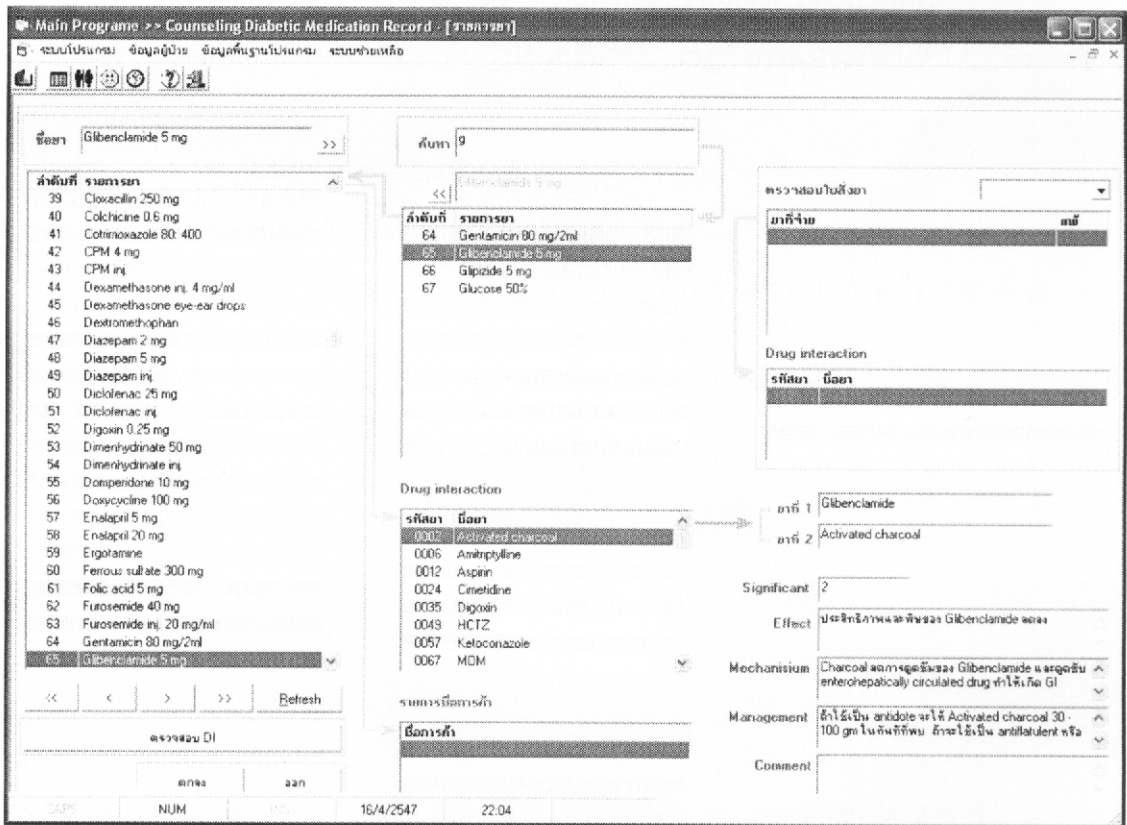 Main Programe >> Counseling Diabetic Medication Record - [รายการยา]
ระบบโปรแกรม ข้อมูลผู้ป่วย ข้อมูลพื้นฐานโปรแกรม ระบบช่วยเหลือ
ชื่อยา Glibenclamide 5 mg >>
ลำดับที่ รายการยา
39 Cloxacillin 250 mg
40 Colchicine 0.6 mg
41 Cotrimoxazole 80: 400
42 CPM 4 mg
43 CPM inj.
44 Dexamethasone inj. 4 mg/ml
45 Dexamethasone eye-ear drops
46 Dextromethophan
47 Diazepam 2 mg
48 Diazepam 5 mg
49 Diazepam inj.
50 Diclofenac 25 mg
51 Diclofenac inj.
52 Digoxin 0.25 mg
53 Dimenhydrinate 50 mg
54 Dimenhydrinate inj.
55 Domperidone 10 mg
56 Doxycycline 100 mg
57 Enalapril 5 mg
58 Enalapril 20 mg
59 Ergotamine
60 Ferrous sulfate 300 mg
61 Folic acid 5 mg
62 Furosemide 40 mg
63 Furosemide inj. 20 mg/ml
64 Gentamicin 80 mg/2ml
65 Glibenclamide 5 mg
<< < > >> Refresh
ตรวจสอบ DI
ตกลง ออก
ค้นหา g
<< Glibenclamide 5 mg
ลำดับที่ รายการยา
64 Gentamicin 80 mg/2ml
65 Glibenclamide 5 mg
66 Glipizide 5 mg
67 Glucose 50%
Drug interaction
รหัสยา ชื่อยา
0002 Activated charcoal
0006 Amitriptylline
0012 Aspirin
0024 Cimetidine
0035 Digoxin
0049 HCTZ
0057 Ketoconazole
0067 MOM
รายการชื่อการค้า
ชื่อการค้า
ตรวจสอบใบสั่งยา
ยาที่จ่าย แพ้
Drug interaction
รหัสยา ชื่อยา
ยาที่ 1 Glibenclamide
ยาที่ 2 Activated charcoal
Significant 2
Effect ประสิทธิภาพและพิษของ Glibenclamide ลดลง
Mechanisium Charcoal ลดการดูดซึมของ Glibenclamide และดูดซับ
enterohepatically circulated drug ทำให้เกิด GI
Management ถ้าใช้เป็น antidote จะให้ Activated charcoal 30 -
100 gm ในทันทีที่พบ ถ้าจะใช้เป็น antiflatulent หรือ
Comment
CAPS NUM INS 16/4/2547 22:04